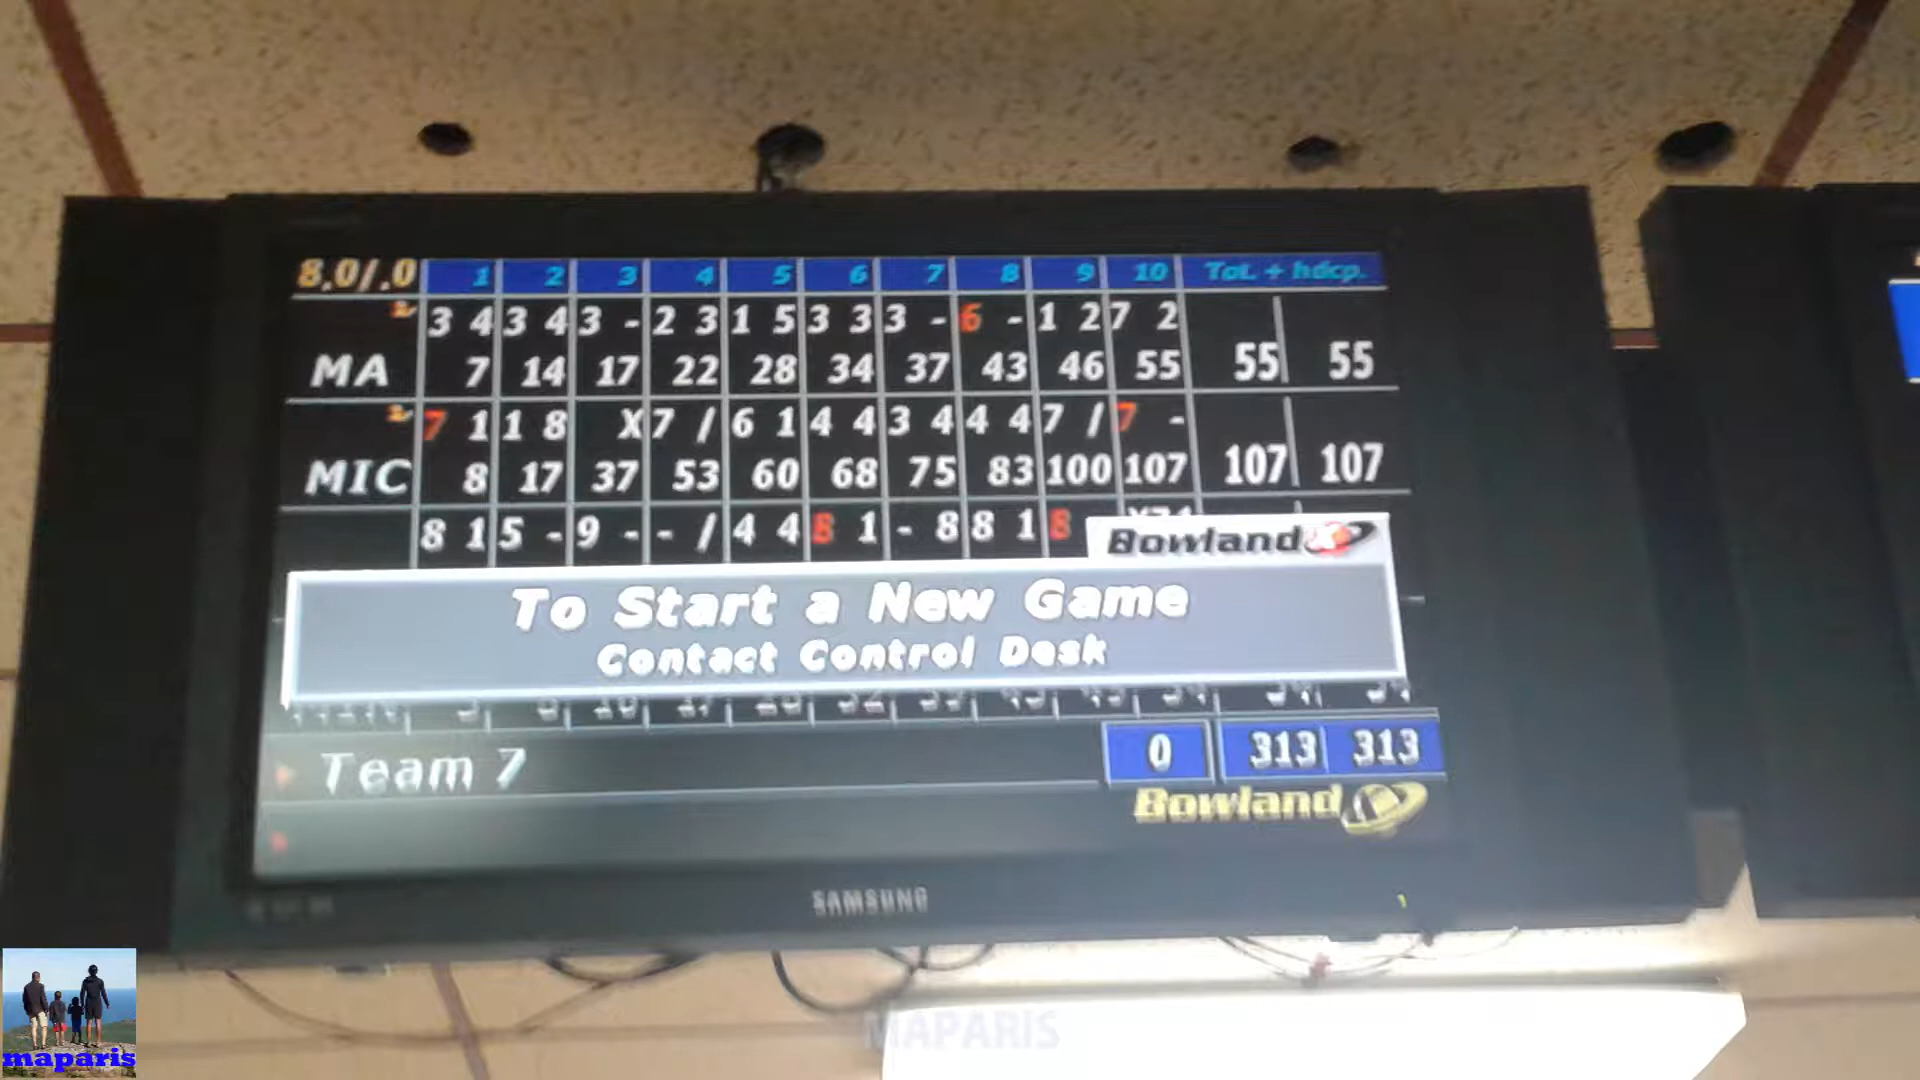 8.0/.0 1 2 3 4 5 6 7 8 9 10 Tot. + hdcp.
3 4 3 4 3 - 2 3 1 5 3 3 3 - 6 - 1 2 7 2
MA 7 14 17 22 28 34 37 43 46 55 55 55
7 1 1 8 X 7 / 6 1 4 4 3 4 4 4 7 / 7 -
MIC 8 17 37 53 60 68 75 83 100 107 107 107
8 1 5 - 9 - - / 4 4 8 1 - 8 8 1 8
Bowland
To Start a New Game
Contact Control Desk
Team 7 0 313 313
Bowland
SAMSUNG
MAPARIS
maparis